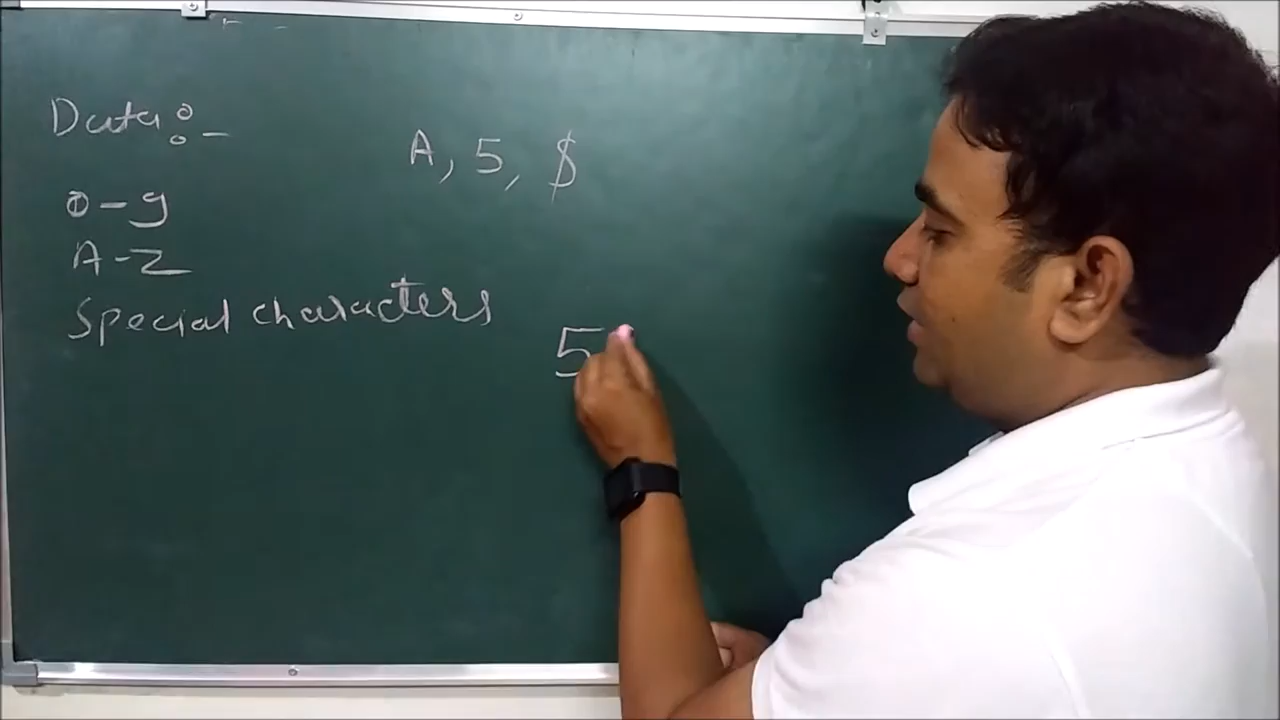 Data:-
A, 5, $
0-9
A-Z
Special characters
5